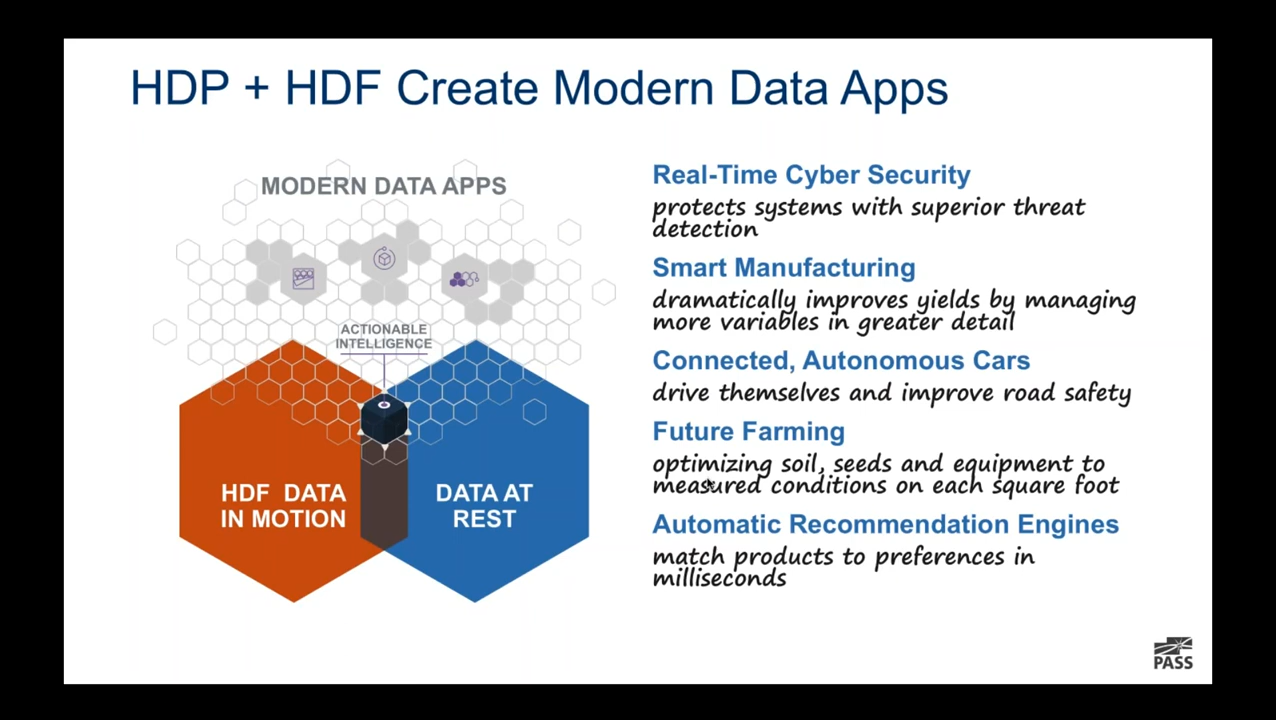 HDP + HDF Create Modern Data Apps
MODERN DATA APPS
ACTIONABLE
INTELLIGENCE
HDF DATA
IN MOTION
DATA AT
REST
Real-Time Cyber Security
protects systems with superior threat
detection
Smart Manufacturing
dramatically improves yields by managing
more variables in greater detail
Connected, Autonomous Cars
drive themselves and improve road safety
Future Farming
optimizing soil, seeds and equipment to
measured conditions on each square foot
Automatic Recommendation Engines
match products to preferences in
milliseconds
PASS